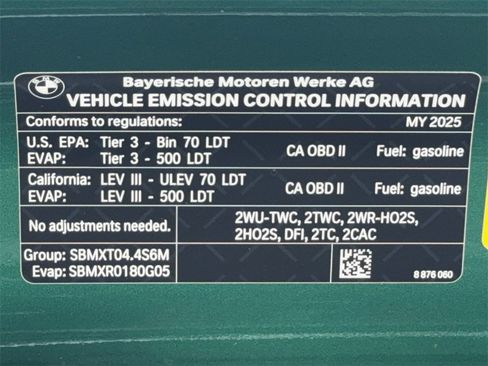 BMW
Bayerische Motoren Werke AG
VEHICLE EMISSION CONTROL INFORMATION
Conforms to regulations: MY 2025
U.S. EPA: Tier 3 - Bin 70 LDT
EVAP: Tier 3 - 500 LDT
CA OBD II Fuel: gasoline
California: LEV III - ULEV 70 LDT
EVAP: LEV III - 500 LDT
CA OBD II Fuel: gasoline
No adjustments needed.
2WU-TWC, 2TWC, 2WR-HO2S,
2HO2S, DFI, 2TC, 2CAC
Group: SBMXT04.4S6M
Evap: SBMXR0180G05
8 876 060